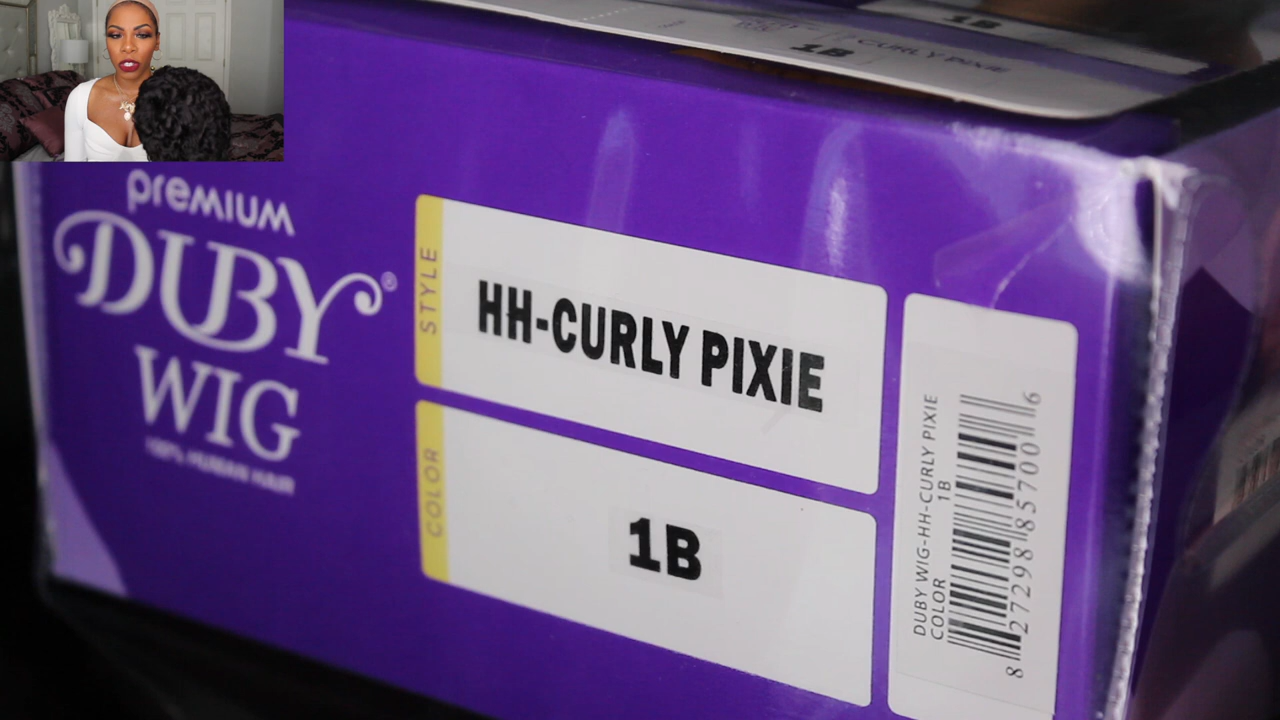 1B
1B CURLY PIXIE
PREMIUM
DUBY®
WIG
100% HUMAN HAIR
STYLE
HH-CURLY PIXIE
COLOR
1B
DUBY WIG-HH-CURLY PIXIE
COLOR 1B
8 27298 85700 6